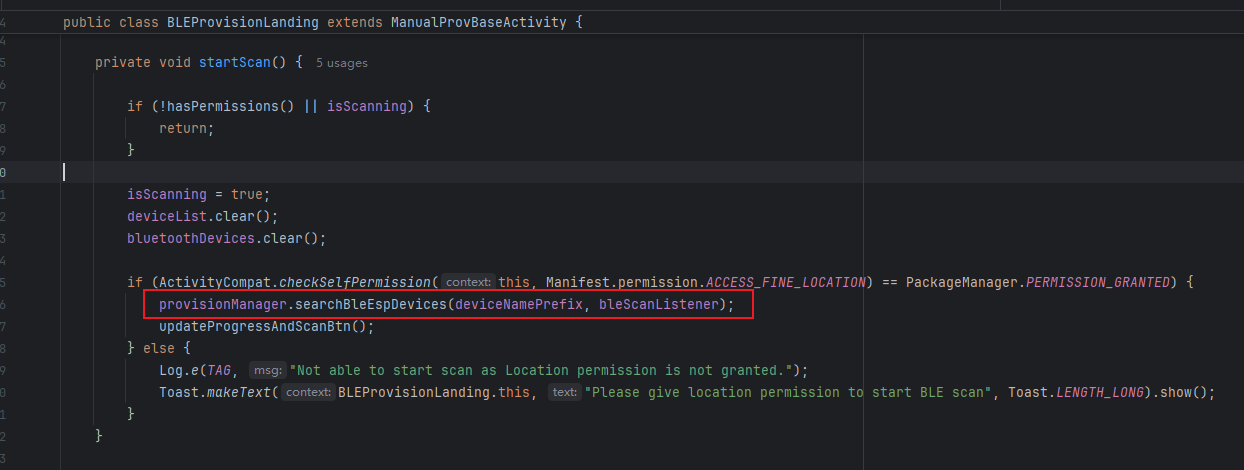 4 public class BLEProvisionLanding extends ManualProvBaseActivity {
4
5 private void startScan() { 5 usages
6
7 if (!hasPermissions() || isScanning) {
8 return;
9 }
0
1 isScanning = true;
2 deviceList.clear();
3 bluetoothDevices.clear();
4
5 if (ActivityCompat.checkSelfPermission( context: this, Manifest.permission.ACCESS_FINE_LOCATION) == PackageManager.PERMISSION_GRANTED) {
6 provisionManager.searchBleEspDevices(deviceNamePrefix, bleScanListener);
7 updateProgressAndScanBtn();
8 } else {
9 Log.e(TAG, msg: "Not able to start scan as Location permission is not granted.");
0 Toast.makeText( context: BLEProvisionLanding.this, text: "Please give location permission to start BLE scan", Toast.LENGTH_LONG).show();
1 }
2 }
3